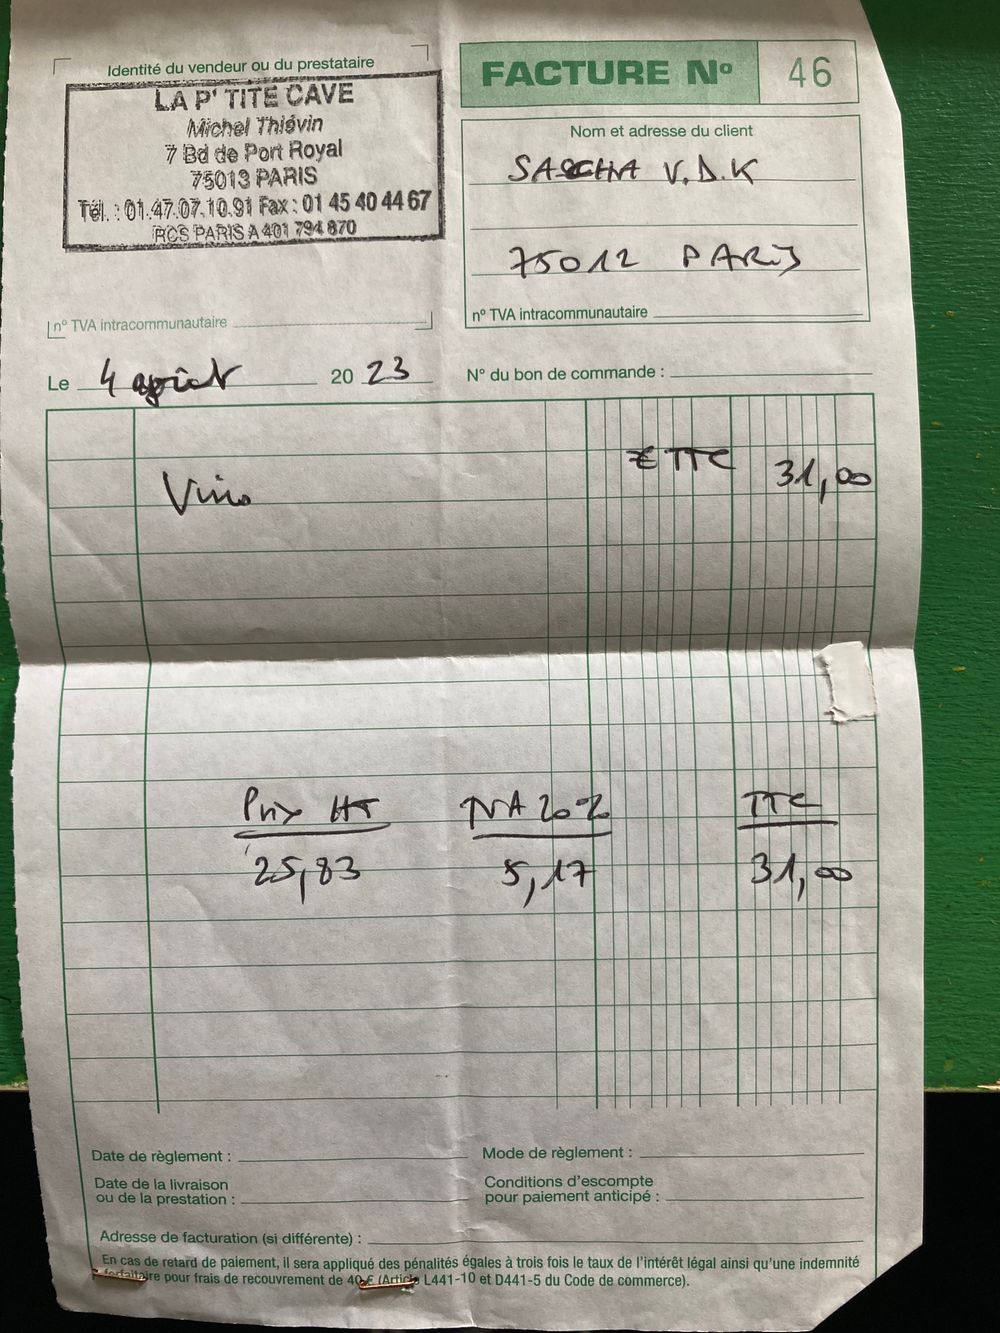 Identité du vendeur ou du prestataire
LA P'TITE CAVE
Michel Thiévin
7 Bd de Port Royal
75013 PARIS
Tél. : 01.47.07.10.91 Fax : 01 45 40 44 67
RCS PARIS A 401 794 870
n° TVA intracommunautaire
FACTURE N° 46
Nom et adresse du client
SASCHA V.D.K
75012 PARIS
n° TVA intracommunautaire
Le 4 août 20 23
N° du bon de commande :
€ TTC 31,00
Vins
Prix HT TVA 20% TTC
25,83 5,17 31,00
Date de règlement :
Mode de règlement :
Date de la livraison
ou de la prestation :
Conditions d'escompte
pour paiement anticipé :
Adresse de facturation (si différente) :
En cas de retard de paiement, il sera appliqué des pénalités égales à trois fois le taux de l'intérêt légal ainsi qu'une indemnité
forfaitaire pour frais de recouvrement de 40 € (Article L441-10 et D441-5 du Code de commerce).